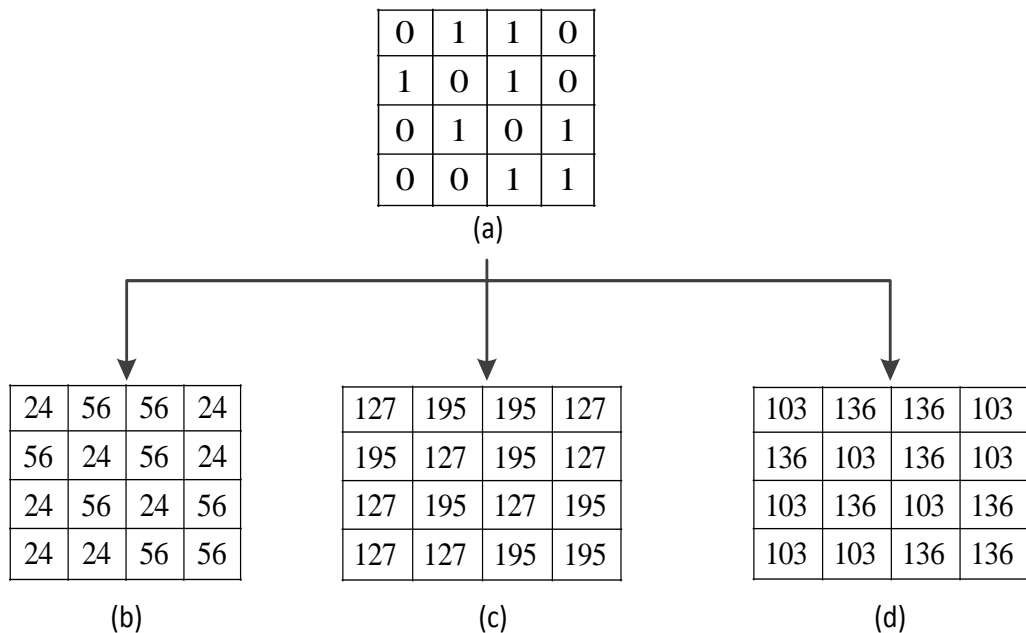 0 1 1 0
1 0 1 0
0 1 0 1
0 0 1 1
(a)
24 56 56 24
56 24 56 24
24 56 24 56
24 24 56 56
(b)
127 195 195 127
195 127 195 127
127 195 127 195
127 127 195 195
(c)
103 136 136 103
136 103 136 103
103 136 103 136
103 103 136 136
(d)